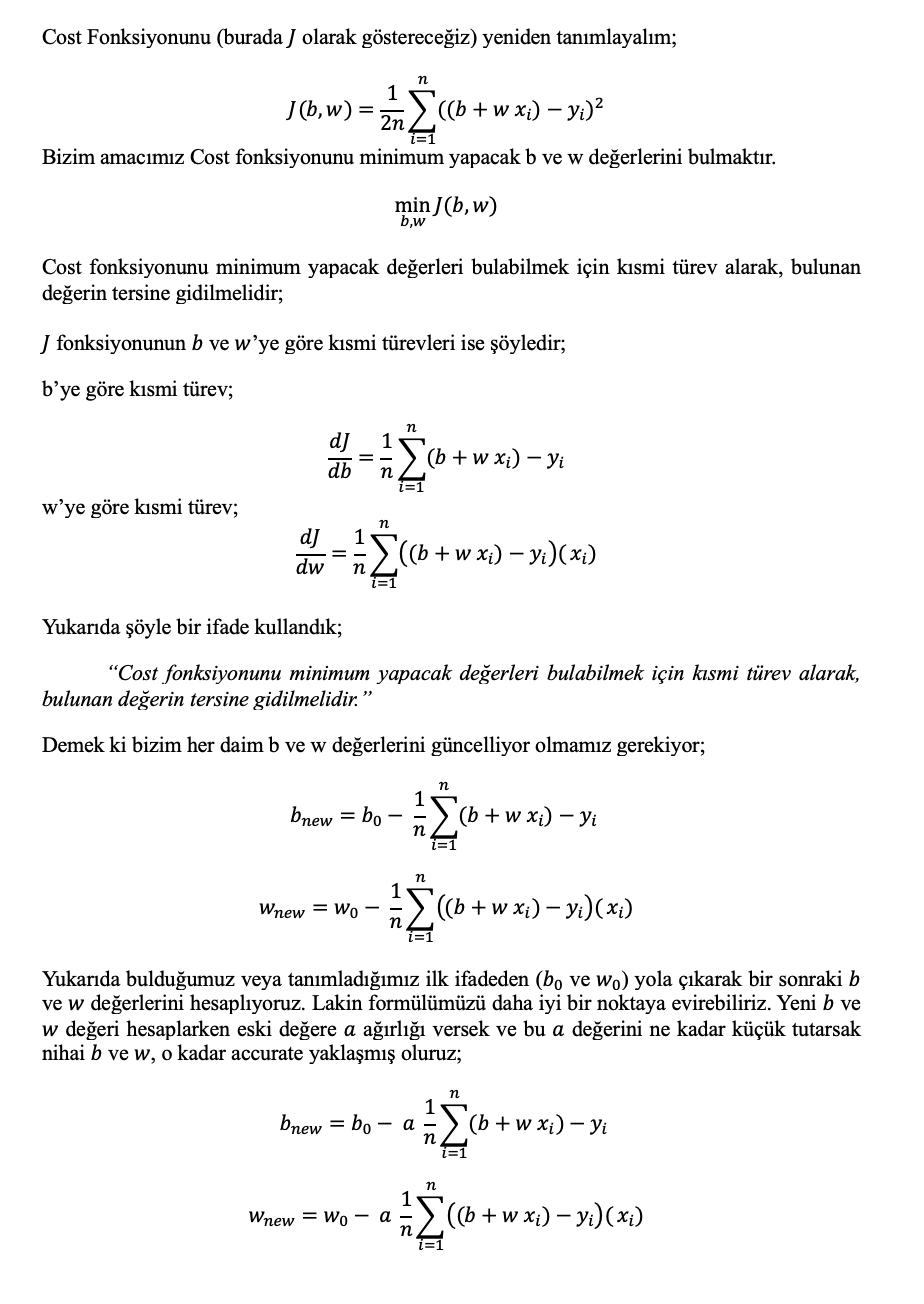 Cost Fonksiyonunu (burada J olarak göstereceğiz) yeniden tanımlayalım;
J(b, w) = \frac{1}{2n} \sum_{i=1}^{n} ((b + w x_i) − y_i)^2
Bizim amacımız Cost fonksiyonunu minimum yapacak b ve w değerlerini bulmaktır.
\min_{b,w} J(b, w)
Cost fonksiyonunu minimum yapacak değerleri bulabilmek için kısmi türev alarak, bulunan
değerin tersine gidilmelidir;
J fonksiyonunun b ve w’ye göre kısmi türevleri ise şöyledir;
b’ye göre kısmi türev;
\frac{dJ}{db} = \frac{1}{n} \sum_{i=1}^{n} (b + w x_i) − y_i
w’ye göre kısmi türev;
\frac{dJ}{dw} = \frac{1}{n} \sum_{i=1}^{n} ((b + w x_i) − y_i)(x_i)
Yukarıda şöyle bir ifade kullandık;
“Cost fonksiyonunu minimum yapacak değerleri bulabilmek için kısmi türev alarak,
bulunan değerin tersine gidilmelidir.”
Demek ki bizim her daim b ve w değerlerini güncelliyor olmamız gerekiyor;
b_{new} = b_0 − \frac{1}{n} \sum_{i=1}^{n} (b + w x_i) − y_i
w_{new} = w_0 − \frac{1}{n} \sum_{i=1}^{n} ((b + w x_i) − y_i)(x_i)
Yukarıda bulduğumuz veya tanımladığımız ilk ifadeden (b_0 ve w_0) yola çıkarak bir sonraki b
ve w değerlerini hesaplıyoruz. Lakin formülümüzü daha iyi bir noktaya evirebiliriz. Yeni b ve
w değeri hesaplarken eski değere a ağırlığı versek ve bu a değerini ne kadar küçük tutarsak
nihai b ve w, o kadar accurate yaklaşmış oluruz;
b_{new} = b_0 − a \frac{1}{n} \sum_{i=1}^{n} (b + w x_i) − y_i
w_{new} = w_0 − a \frac{1}{n} \sum_{i=1}^{n} ((b + w x_i) − y_i)(x_i)